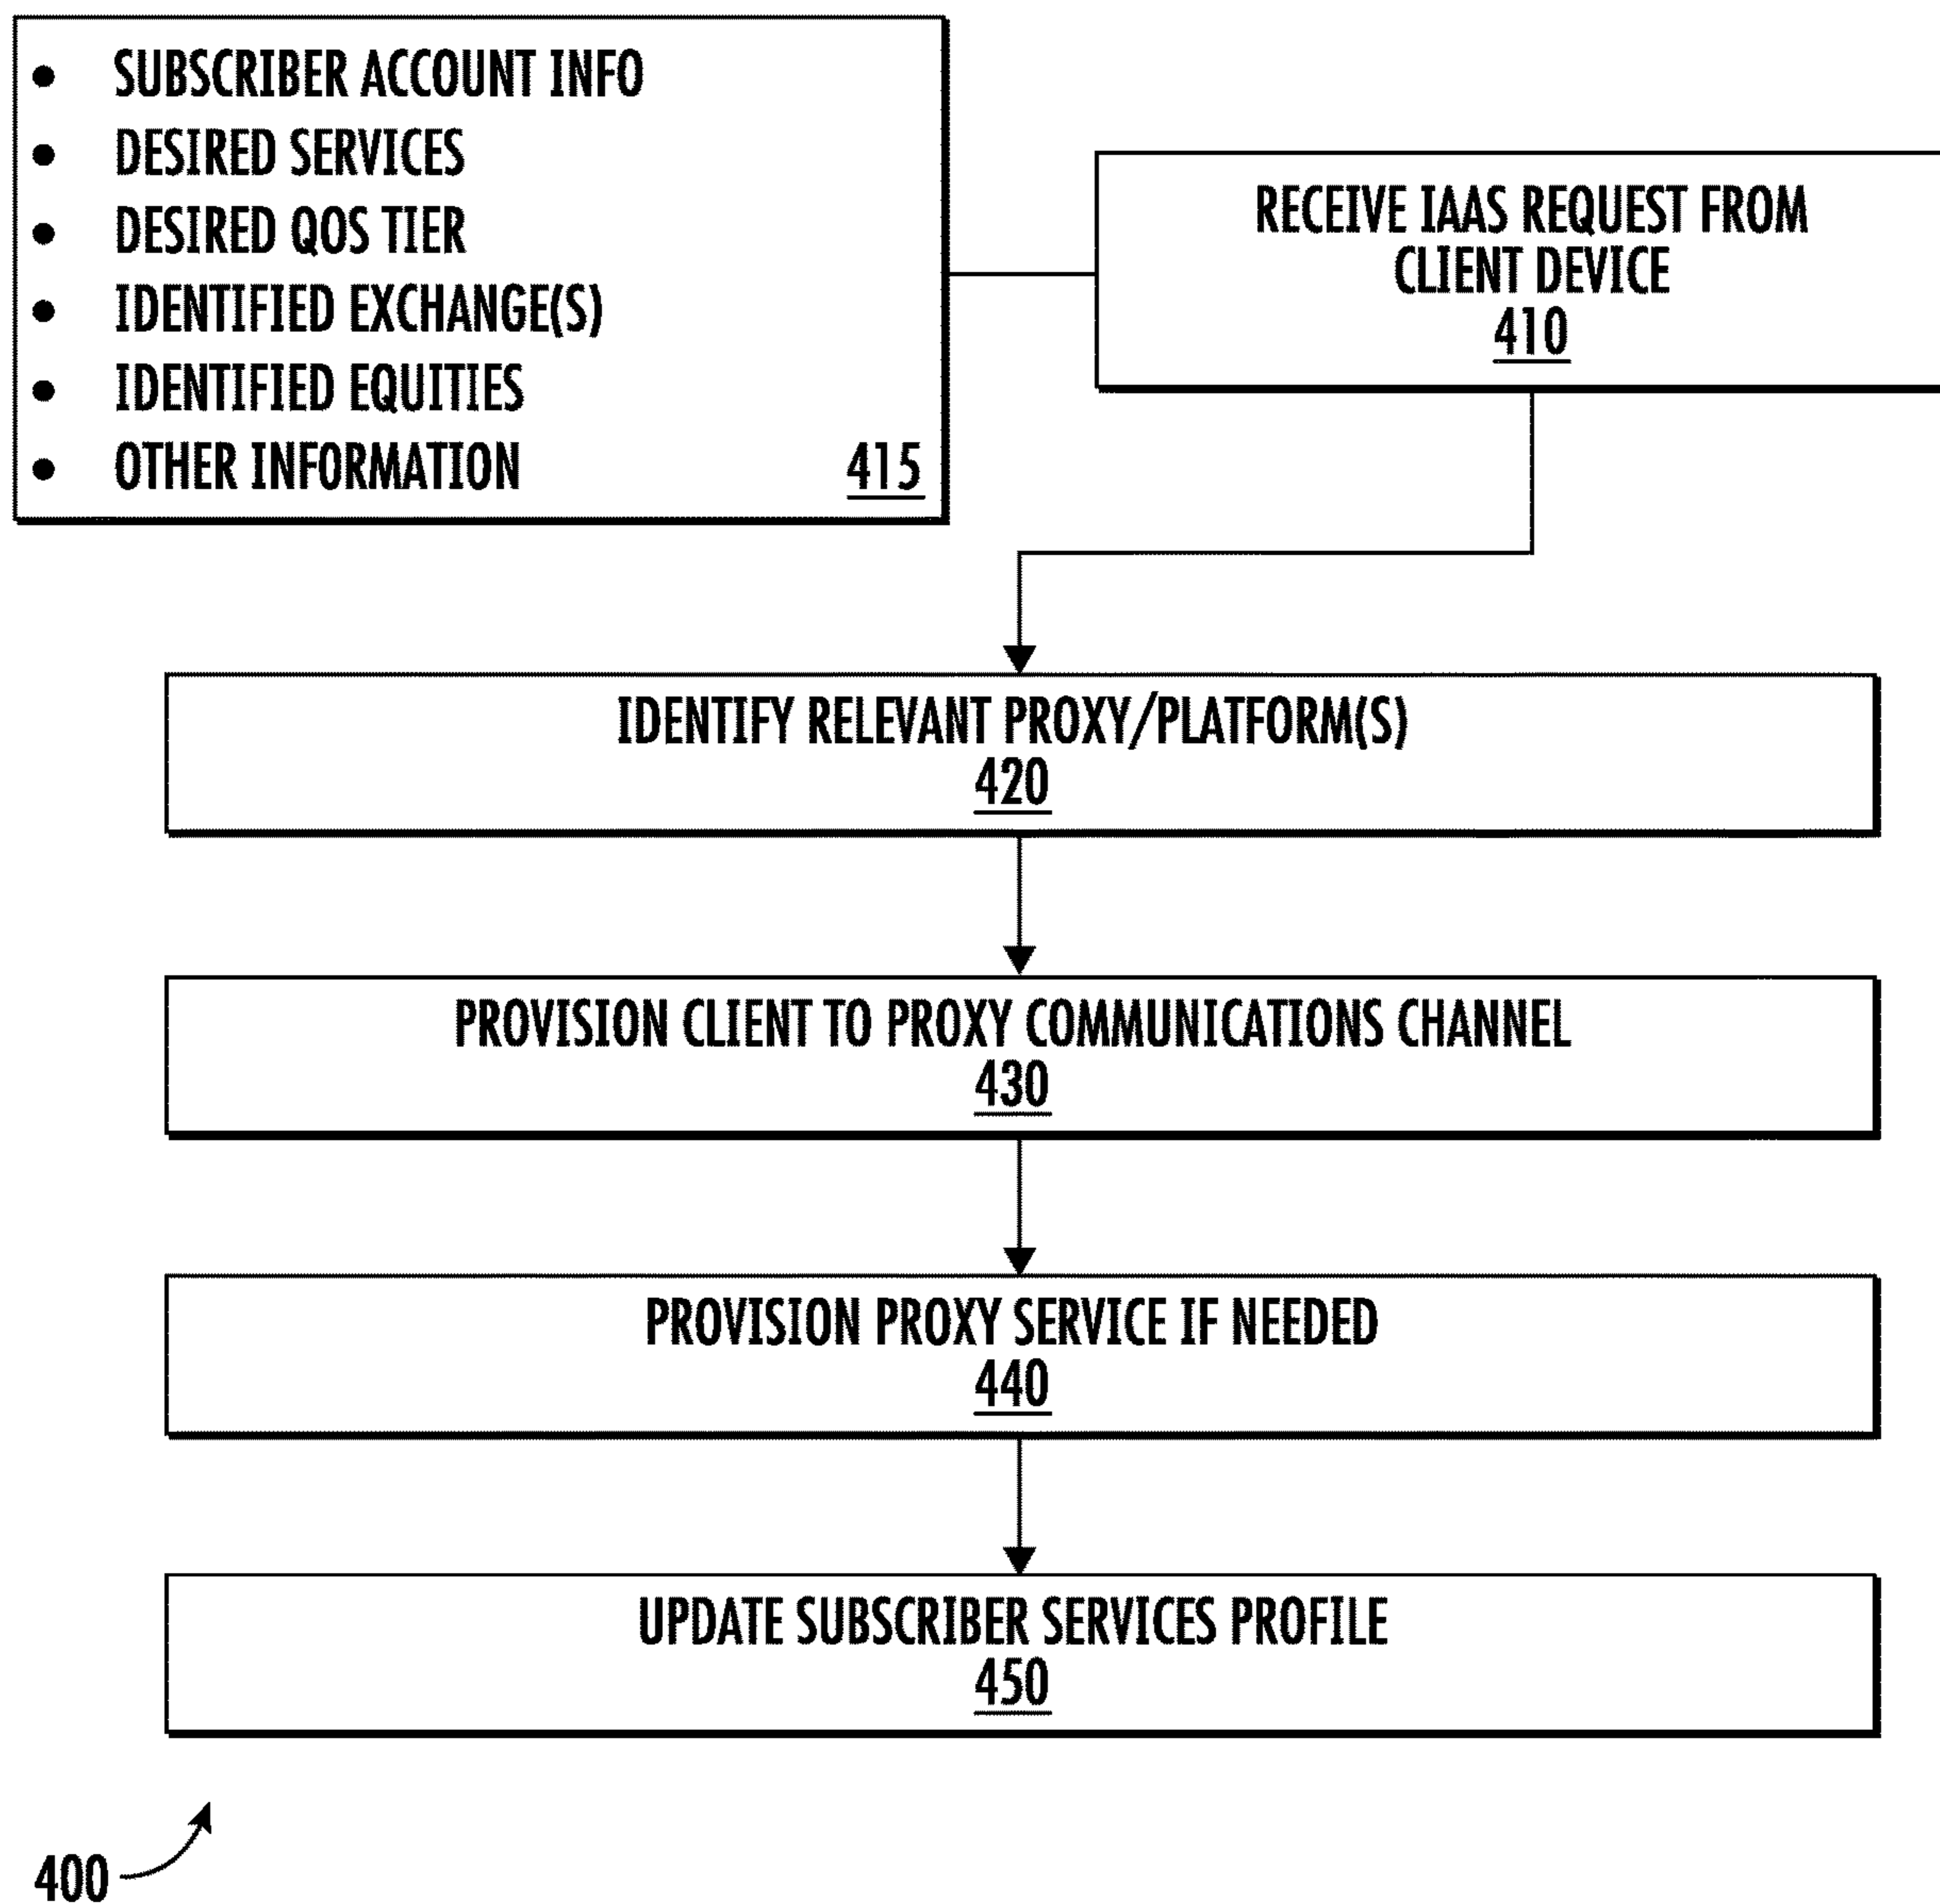 • SUBSCRIBER ACCOUNT INFO
• DESIRED SERVICES
• DESIRED QOS TIER
• IDENTIFIED EXCHANGE(S)
• IDENTIFIED EQUITIES
• OTHER INFORMATION 415
RECEIVE IAAS REQUEST FROM
CLIENT DEVICE
410
IDENTIFY RELEVANT PROXY/PLATFORM(S)
420
PROVISION CLIENT TO PROXY COMMUNICATIONS CHANNEL
430
PROVISION PROXY SERVICE IF NEEDED
440
UPDATE SUBSCRIBER SERVICES PROFILE
450
400